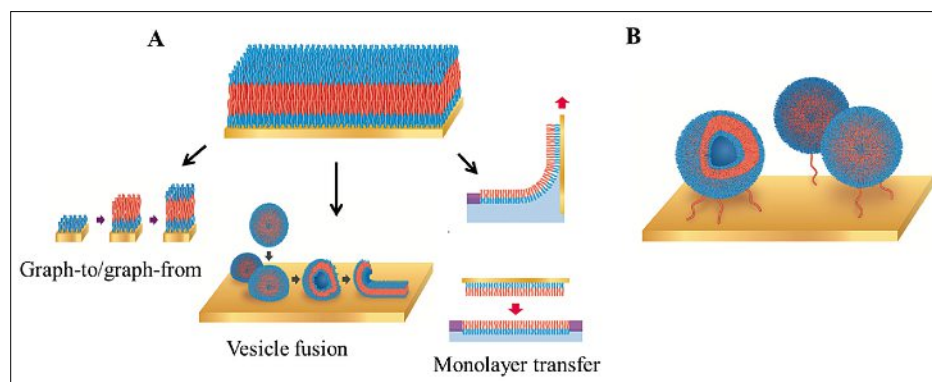 A
B
Graph-to/graph-from
Vesicle fusion
Monolayer transfer